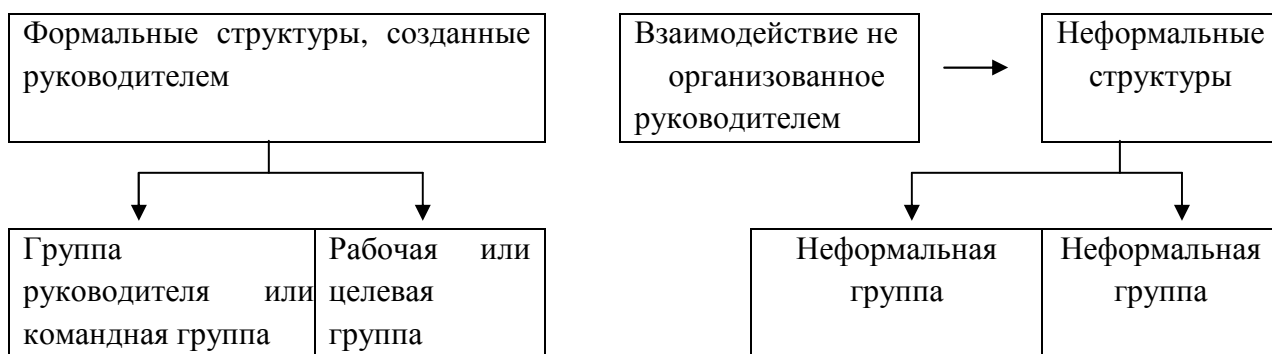 Формальные структуры, созданные
руководителем
Взаимодействие не
организованное
руководителем
Неформальные
структуры
Группа
руководителя или
командная группа
Рабочая или
целевая
группа
Неформальная
группа
Неформальная
группа